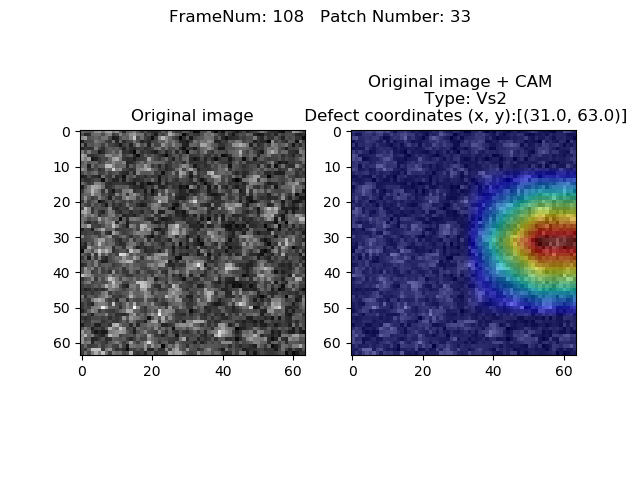 FrameNum: 108   Patch Number: 33
Original image
Original image + CAM
Type: Vs2
Defect coordinates (x, y):[(31.0, 63.0)]
0
10
20
30
40
50
60
0 20 40 60
0
10
20
30
40
50
60
0 20 40 60